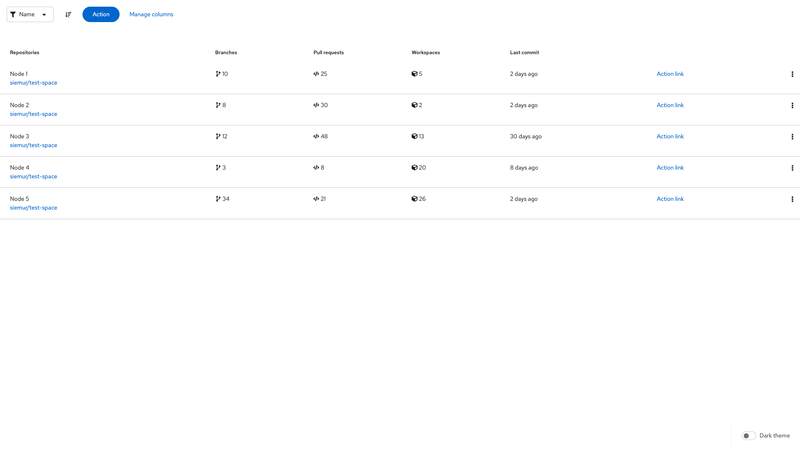 Name Action Manage columns
Repositories Branches Pull requests Workspaces Last commit
Node 1 10 25 5 2 days ago Action link
siemur/test-space
Node 2 8 30 2 2 days ago Action link
siemur/test-space
Node 3 12 48 13 30 days ago Action link
siemur/test-space
Node 4 3 8 20 8 days ago Action link
siemur/test-space
Node 5 34 21 26 2 days ago Action link
siemur/test-space
Dark theme